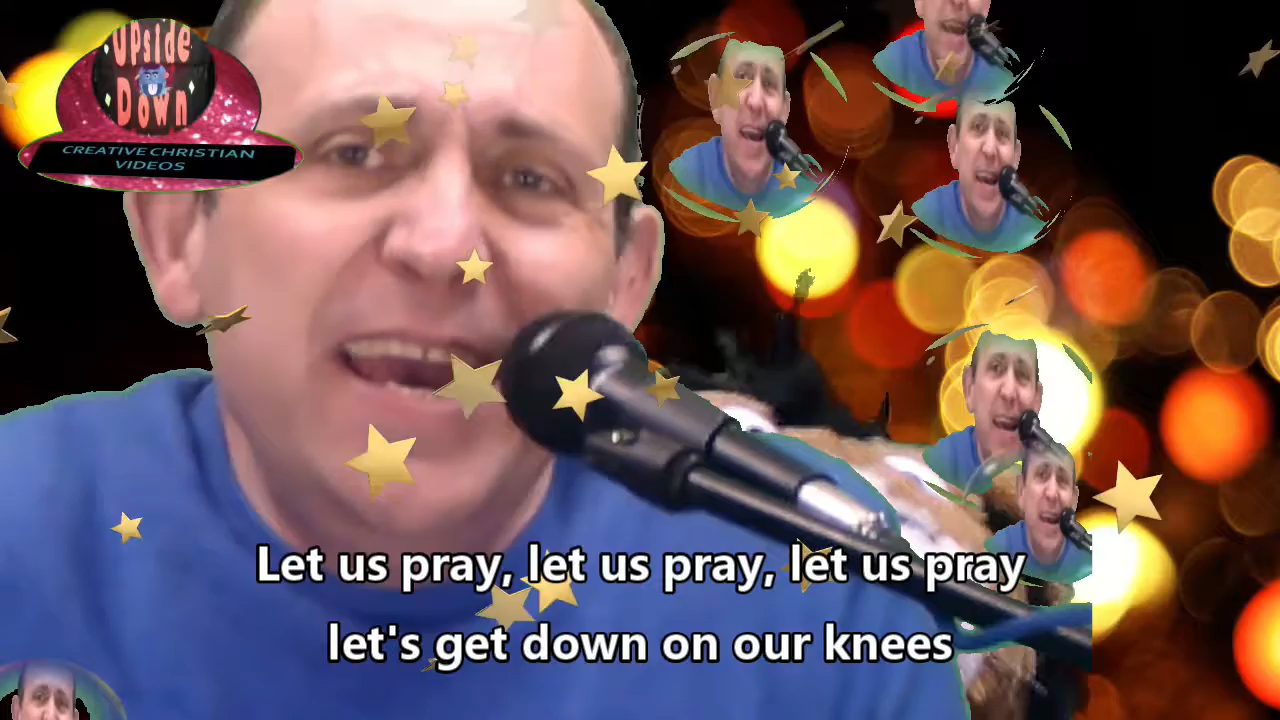 UPside
Down
CREATIVE CHRISTIAN
VIDEOS
Let us pray, let us pray, let us pray
let's get down on our knees